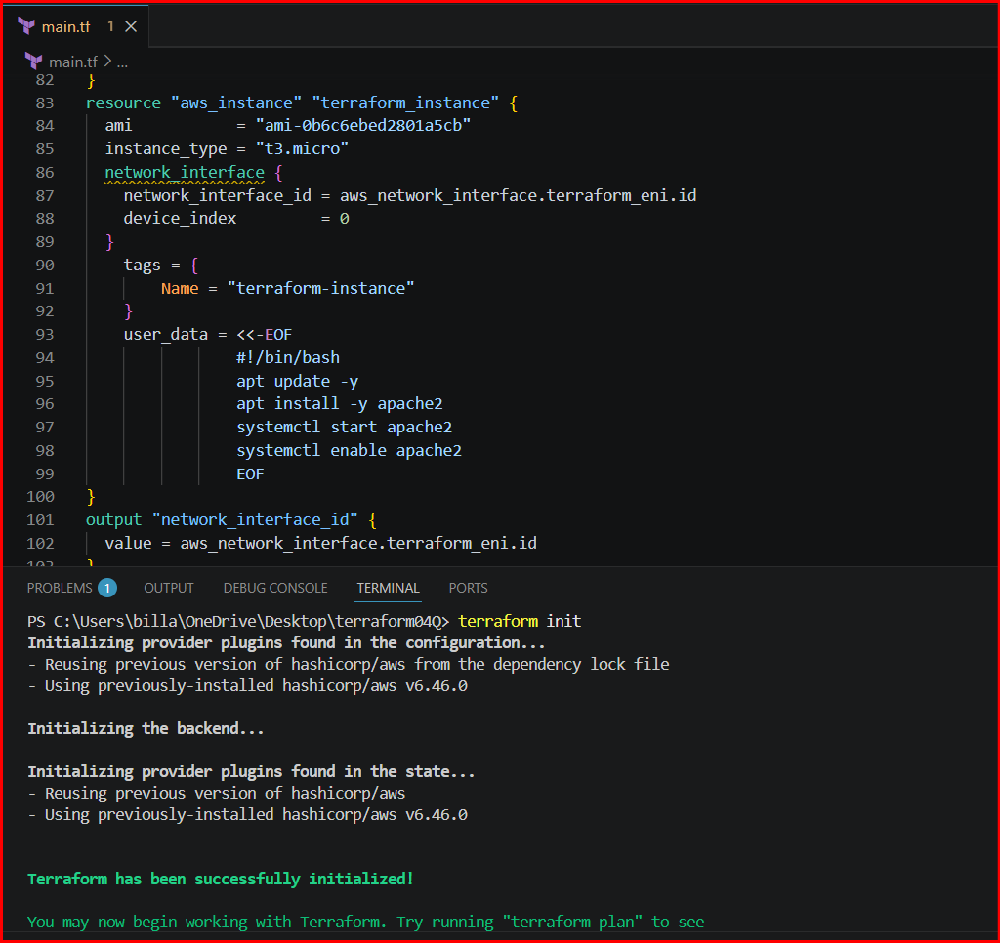 main.tf 1
main.tf > ...
82 }
83 resource "aws_instance" "terraform_instance" {
84   ami           = "ami-0b6c6ebed2801a5cb"
85   instance_type = "t3.micro"
86   network_interface {
87     network_interface_id = aws_network_interface.terraform_eni.id
88     device_index         = 0
89   }
90     tags = {
91         Name = "terraform-instance"
92     }
93     user_data = <<-EOF
94                 #!/bin/bash
95                 apt update -y
96                 apt install -y apache2
97                 systemctl start apache2
98                 systemctl enable apache2
99                 EOF
100 }
101 output "network_interface_id" {
102   value = aws_network_interface.terraform_eni.id
103 }
PROBLEMS 1 OUTPUT DEBUG CONSOLE TERMINAL PORTS
PS C:\Users\billa\OneDrive\Desktop\terraform04Q> terraform init
Initializing provider plugins found in the configuration...
- Reusing previous version of hashicorp/aws from the dependency lock file
- Using previously-installed hashicorp/aws v6.46.0
Initializing the backend...
Initializing provider plugins found in the state...
- Reusing previous version of hashicorp/aws
- Using previously-installed hashicorp/aws v6.46.0
Terraform has been successfully initialized!
You may now begin working with Terraform. Try running "terraform plan" to see